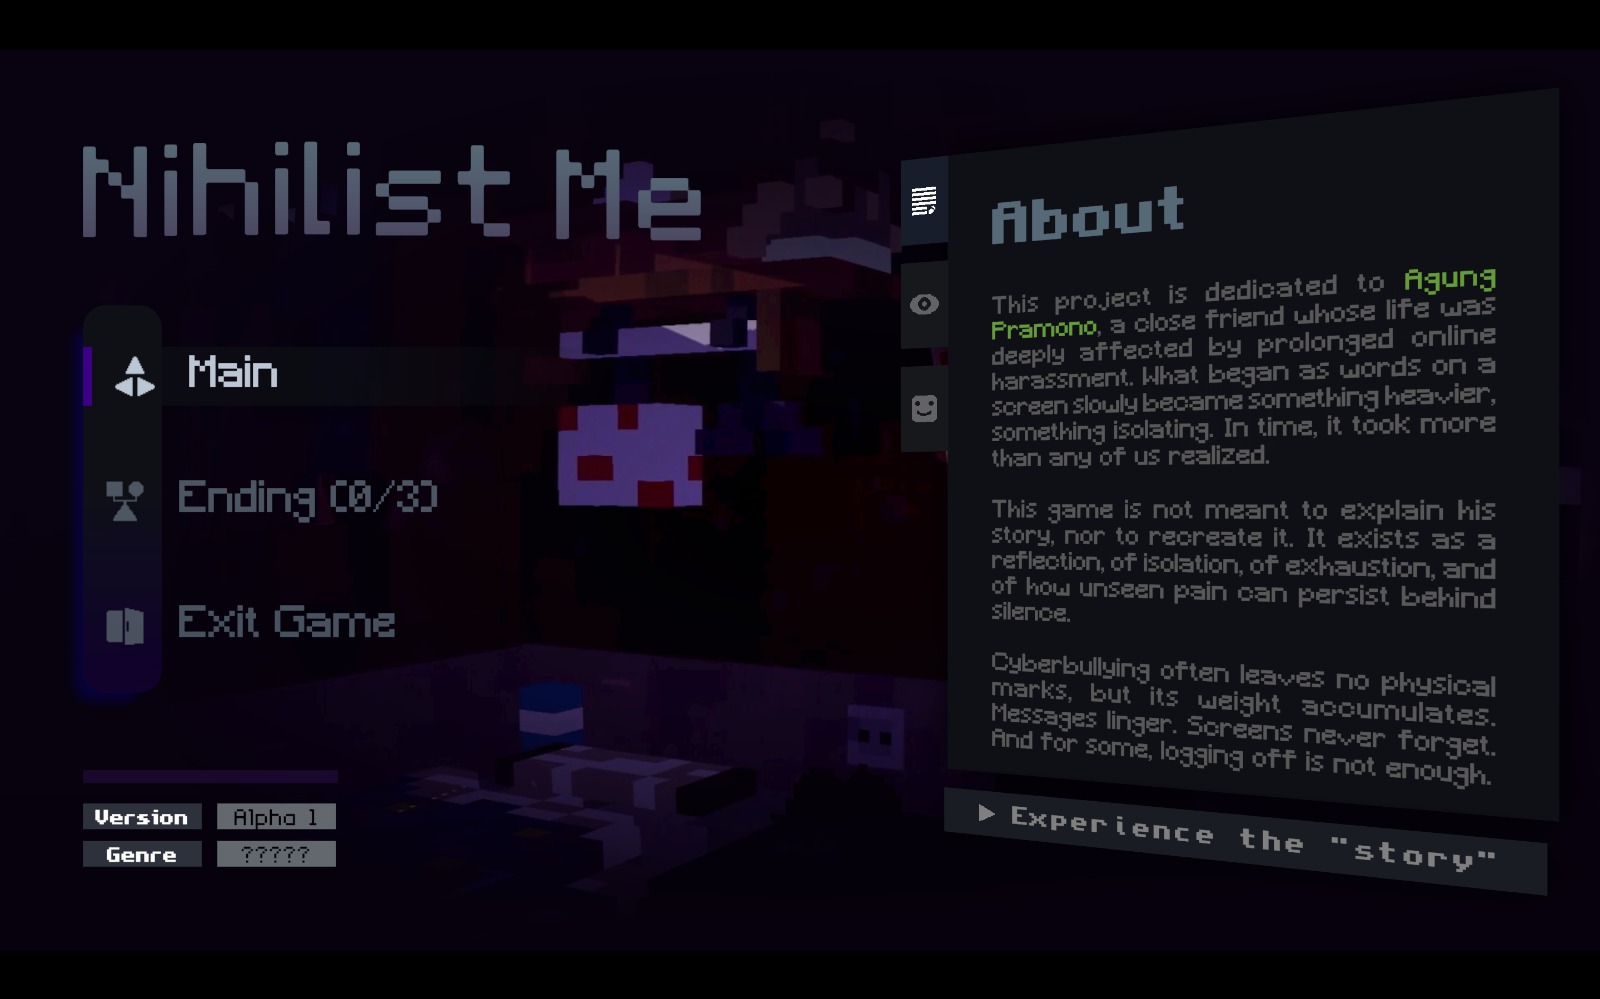 Nihilist Me
Main
Ending (0/3)
Exit Game
Version Alpha 1
Genre ?????
About
This project is dedicated to Agung
Pramono, a close friend whose life was
deeply affected by prolonged online
harassment. What began as words on a
screen slowly became something heavier,
something isolating. In time, it took more
than any of us realized.
This game is not meant to explain his
story, nor to recreate it. It exists as a
reflection, of isolation, of exhaustion, and
of how unseen pain can persist behind
silence.
Cyberbullying often leaves no physical
marks, but its weight accumulates.
Messages linger. Screens never forget.
And for some, logging off is not enough.
Experience the "story"